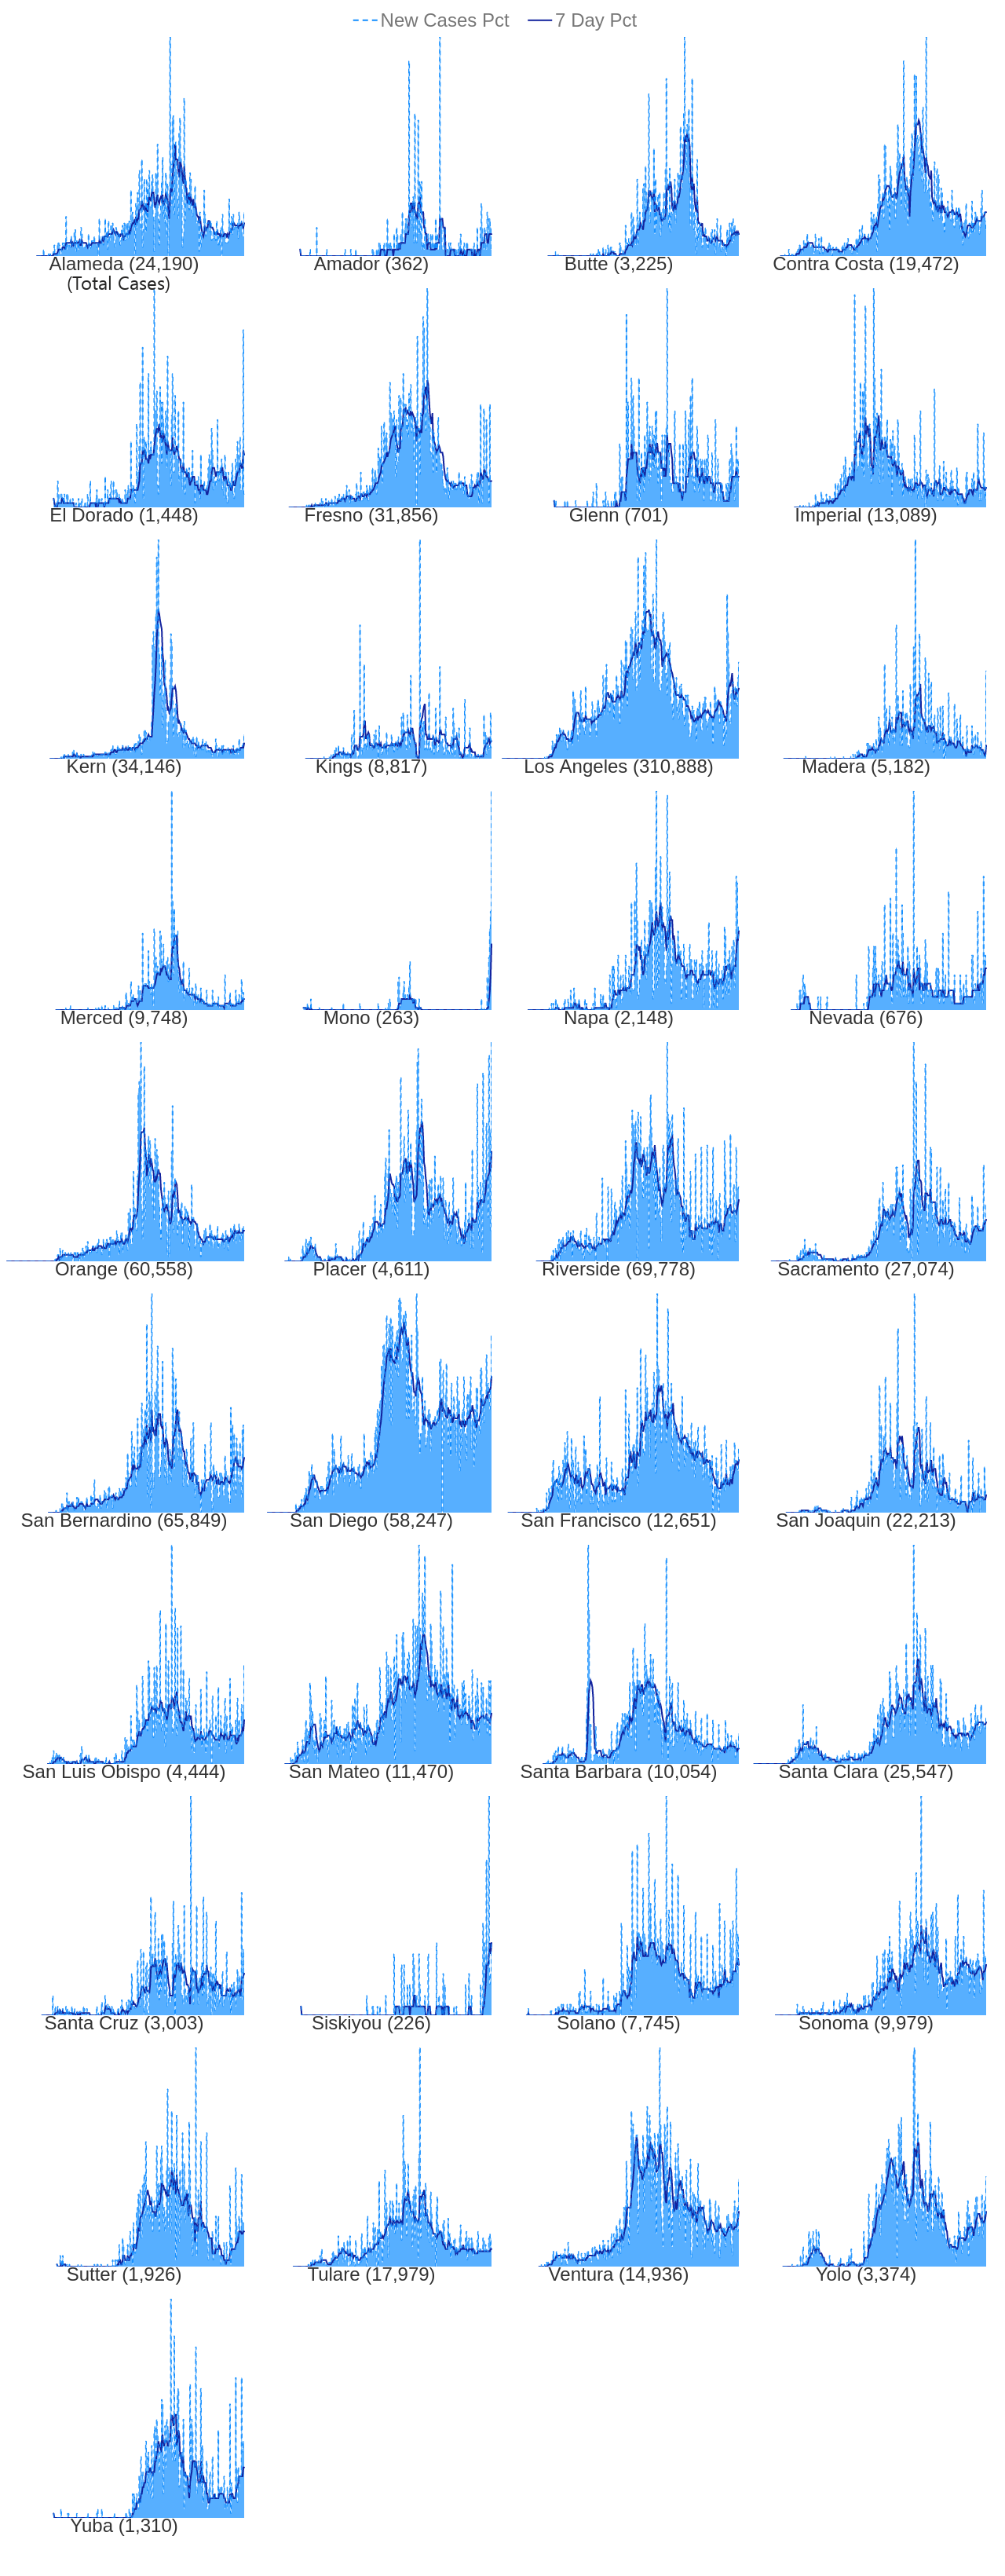 New Cases Pct 7 Day Pct
Alameda (24,190) Amador (362) Butte (3,225) Contra Costa (19,472)
(Total Cases)
El Dorado (1,448) Fresno (31,856) Glenn (701) Imperial (13,089)
Kern (34,146) Kings (8,817) Los Angeles (310,888) Madera (5,182)
Merced (9,748) Mono (263) Napa (2,148) Nevada (676)
Orange (60,558) Placer (4,611) Riverside (69,778) Sacramento (27,074)
San Bernardino (65,849) San Diego (58,247) San Francisco (12,651) San Joaquin (22,213)
San Luis Obispo (4,444) San Mateo (11,470) Santa Barbara (10,054) Santa Clara (25,547)
Santa Cruz (3,003) Siskiyou (226) Solano (7,745) Sonoma (9,979)
Sutter (1,926) Tulare (17,979) Ventura (14,936) Yolo (3,374)
Yuba (1,310)